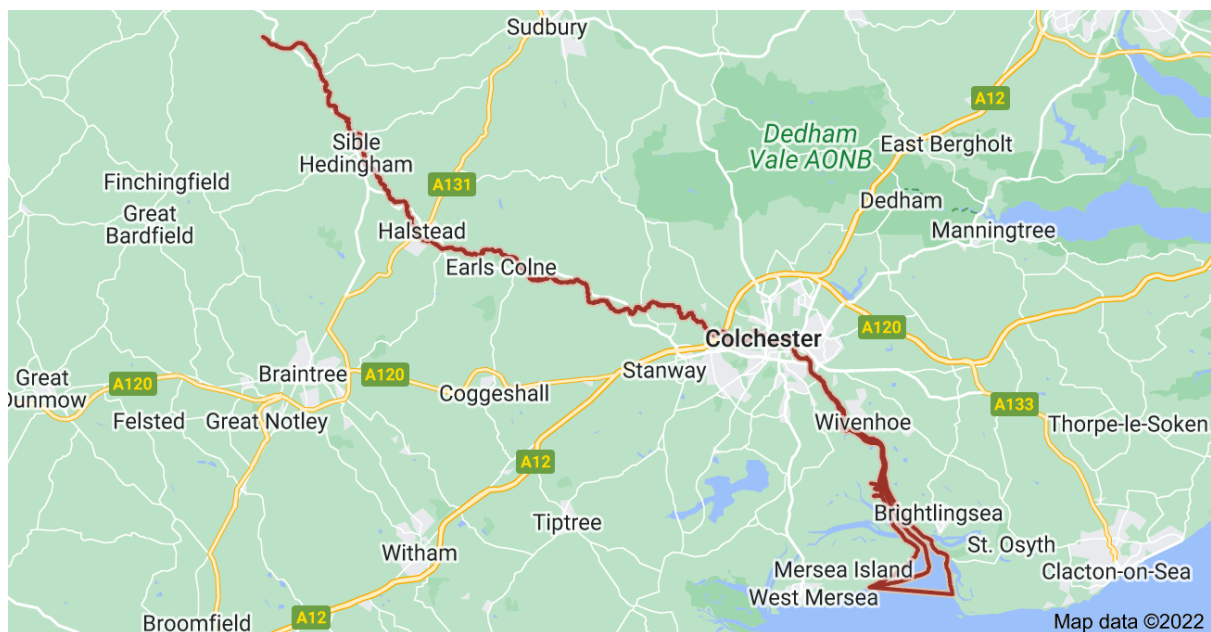 Sudbury
A12
Dedham
Vale AONB
East Bergholt
Sible
Hedingham
Finchingfield
A131
Great
Bardfield
Dedham
Halstead
Manningtree
Earls Colne
A120
Colchester
Stanway
Great
Dunmow
A120
Braintree
A120
Coggeshall
A133
Felsted
Great Notley
Wivenhoe
Thorpe-le-Soken
A12
Tiptree
Brightlingsea
Witham
St. Osyth
Mersea Island
Clacton-on-Sea
West Mersea
A12
Broomfield
Map data ©2022